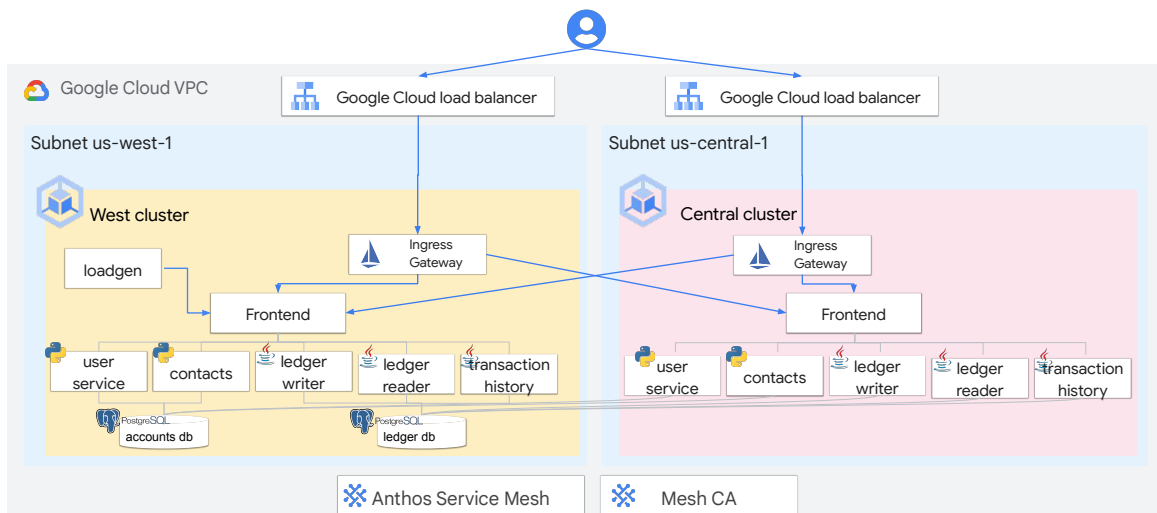 Google Cloud VPC
Google Cloud load balancer
Google Cloud load balancer
Subnet us-west-1
Subnet us-central-1
West cluster
Central cluster
Ingress
Gateway
Ingress
Gateway
loadgen
Frontend
Frontend
user
service
contacts
ledger
writer
ledger
reader
transaction
history
user
service
contacts
ledger
writer
ledger
reader
transaction
history
PostgreSQL
accounts db
PostgreSQL
ledger db
Anthos Service Mesh
Mesh CA